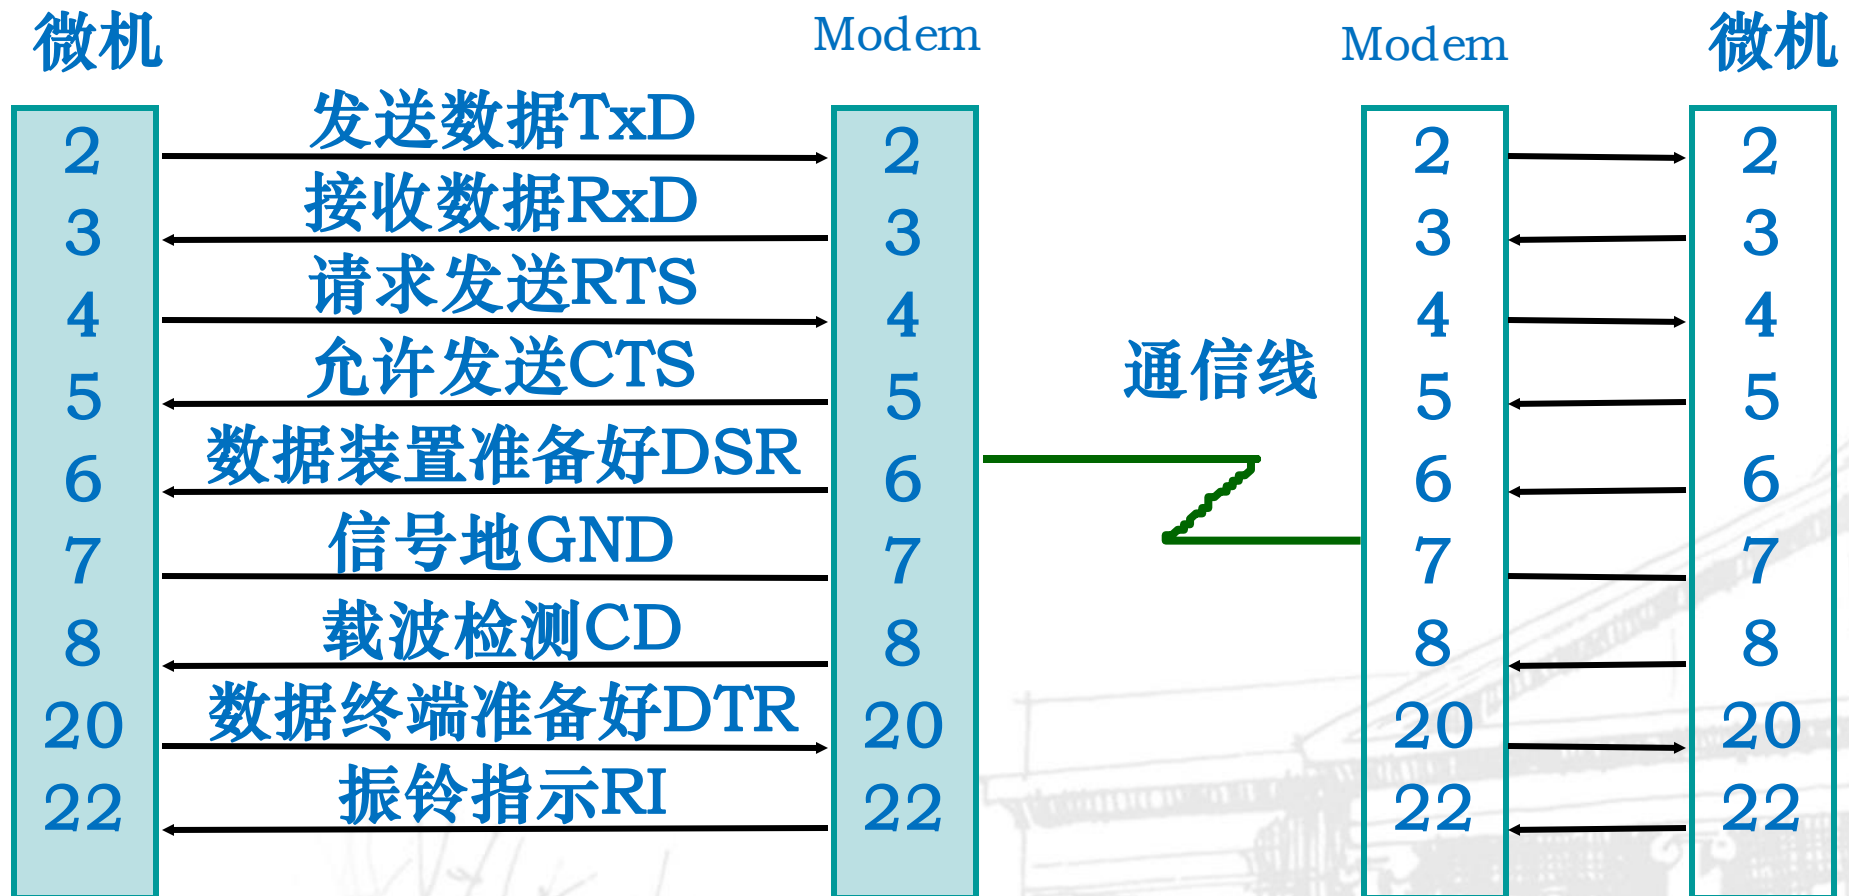 微机 Modem Modem 微机
2 发送数据TxD 2 2 2
3 接收数据RxD 3 3 3
4 请求发送RTS 4 4 4
5 允许发送CTS 5 通信线 5 5
6 数据装置准备好DSR 6 6 6
7 信号地GND 7 7 7
8 载波检测CD 8 8 8
20 数据终端准备好DTR 20 20 20
22 振铃指示RI 22 22 22